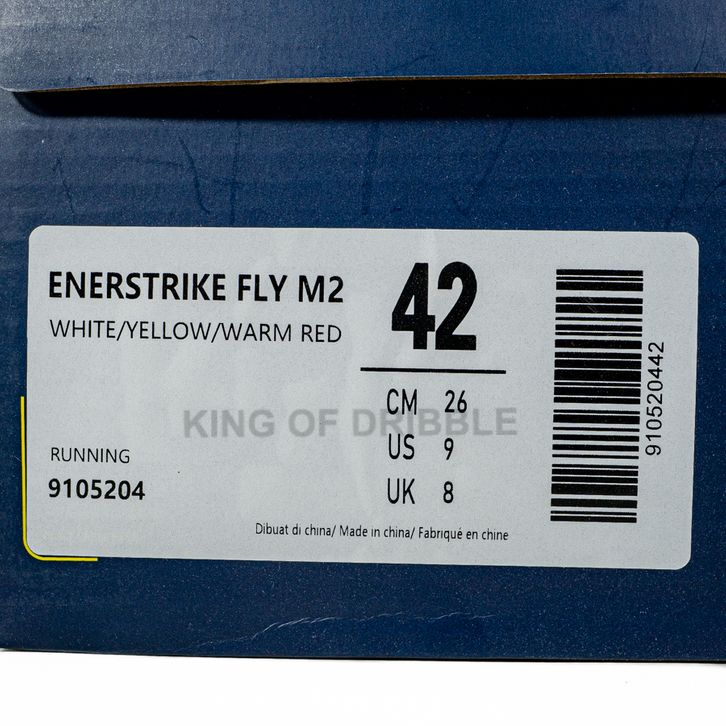 ENERSTRIKE FLY M2
WHITE/YELLOW/WARM RED
42
CM 26
US 9
UK 8
KING OF DRIBBLE
RUNNING
9105204
Dibuat di china/ Made in china/ Fabriqué en chine
910520442